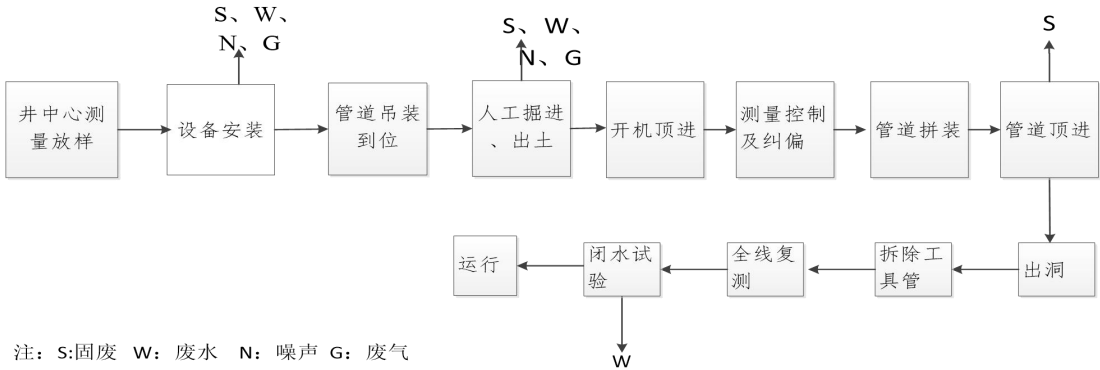 S、W、
N、G
S、W、
N、G
S
井中心测
量放样
设备安装
管道吊装
到位
人工掘进
、出土
开机顶进
测量控制
及纠偏
管道拼装
管道顶进
运行
闭水试
验
全线复
测
拆除工
具管
出洞
W
注：S:固废 W：废水 N：噪声 G：废气